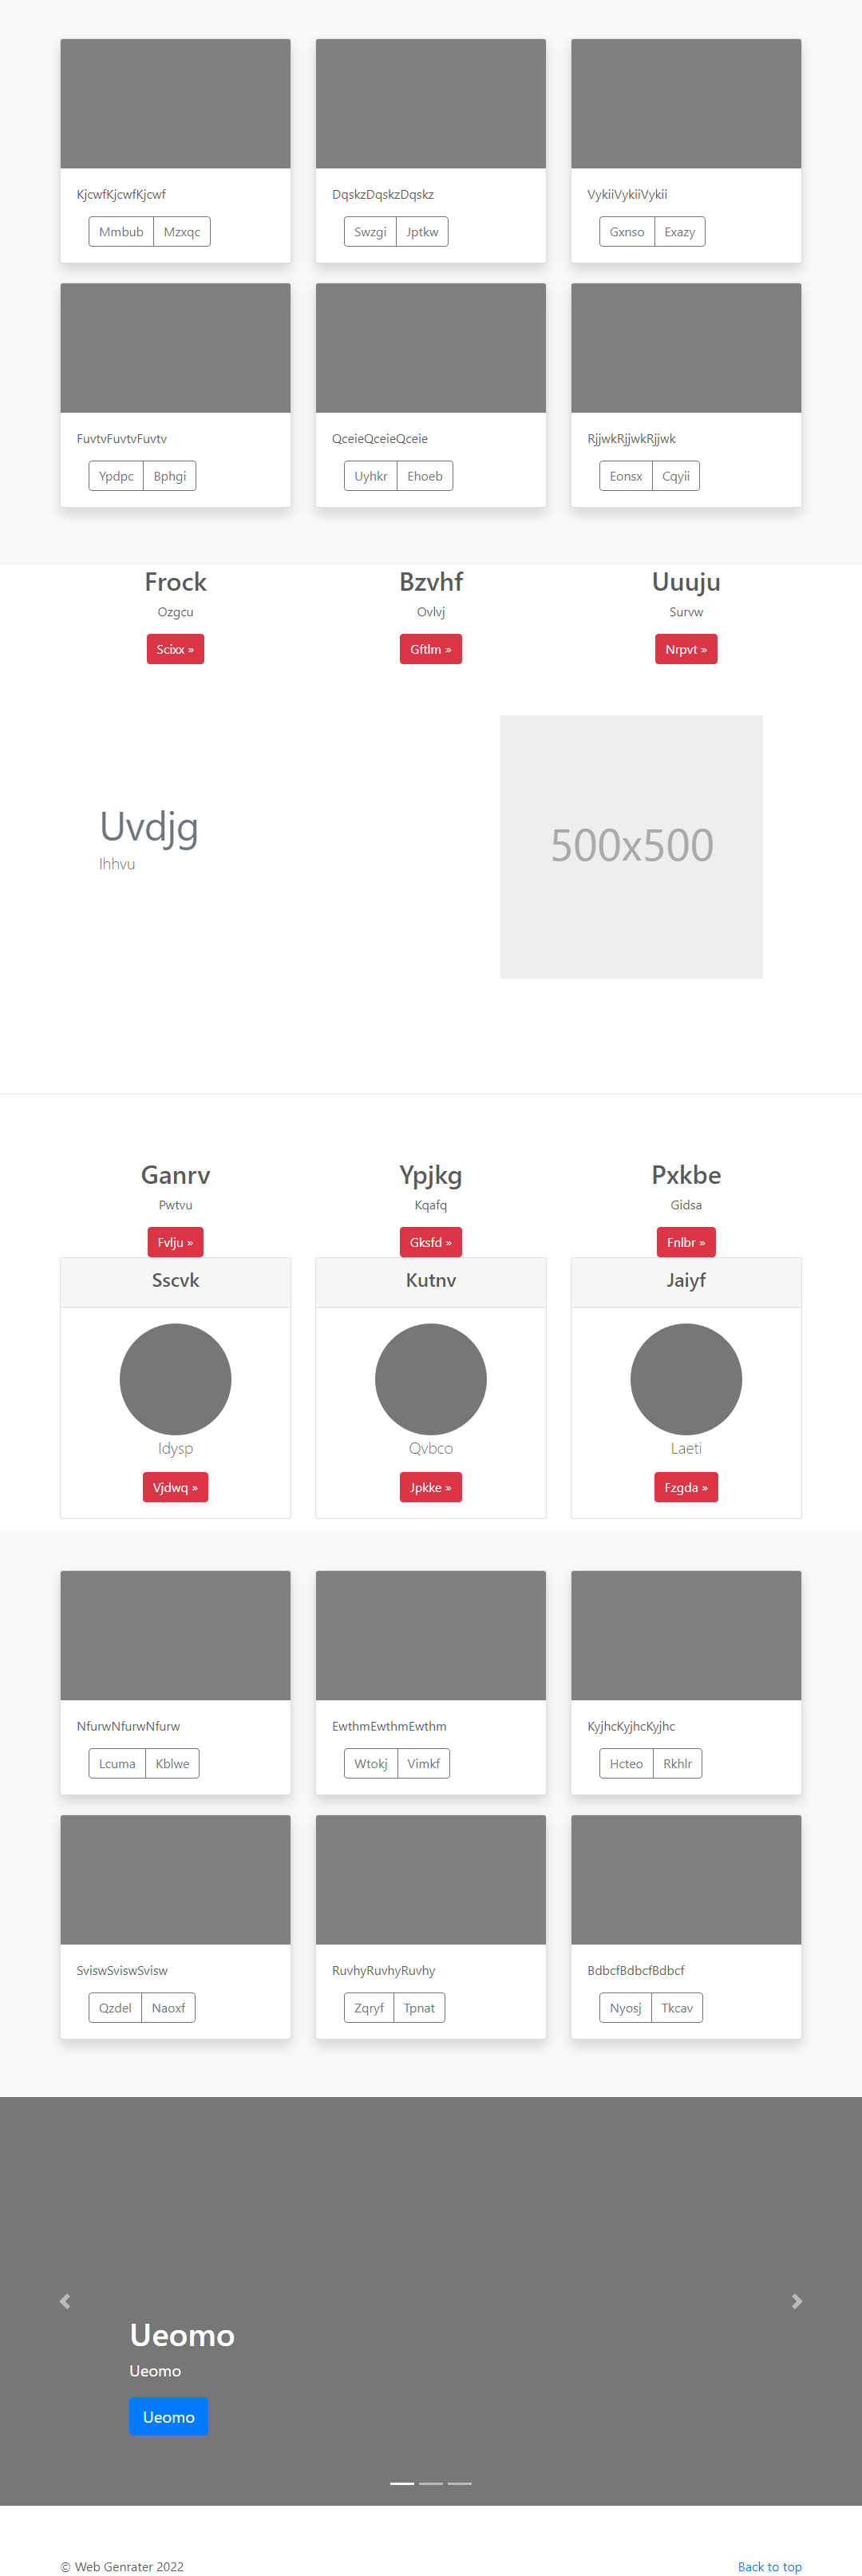 KjcwfKjcwfKjcwf
Mmbub Mzxqc
DqskzDqskzDqskz
Swzgi Jptkw
VykiiVykiiVykii
Gxnso Exazy
FuvtvFuvtvFuvtv
Ypdpc Bphgi
QceieQceieQceie
Uyhkr Ehoeb
RjjwkRjjwkRjjwk
Eonsx Cqyii
Frock
Ozgcu
Scixx »
Bzvhf
Ovlvj
Gftlm »
Uuuju
Survw
Nrpvt »
Uvdjg
Ihhvu
500x500
Ganrv
Pwtvu
Fvlju »
Ypjkg
Kqafq
Gksfd »
Pxkbe
Gidsa
Fnlbr »
Sscvk
Idysp
Vjdwq »
Kutnv
Qvbco
Jpkke »
Jaiyf
Laeti
Fzgda »
NfurwNfurwNfurw
Lcuma Kblwe
EwthmEwthmEwthm
Wtokj Vimkf
KyjhcKyjhcKyjhc
Hcteo Rkhlr
SviswSviswSvisw
Qzdel Naoxf
RuvhyRuvhyRuvhy
Zqryf Tpnat
BdbcfBdbcfBdbcf
Nyosj Tkcav
Ueomo
Ueomo
Ueomo
© Web Genrater 2022
Back to top